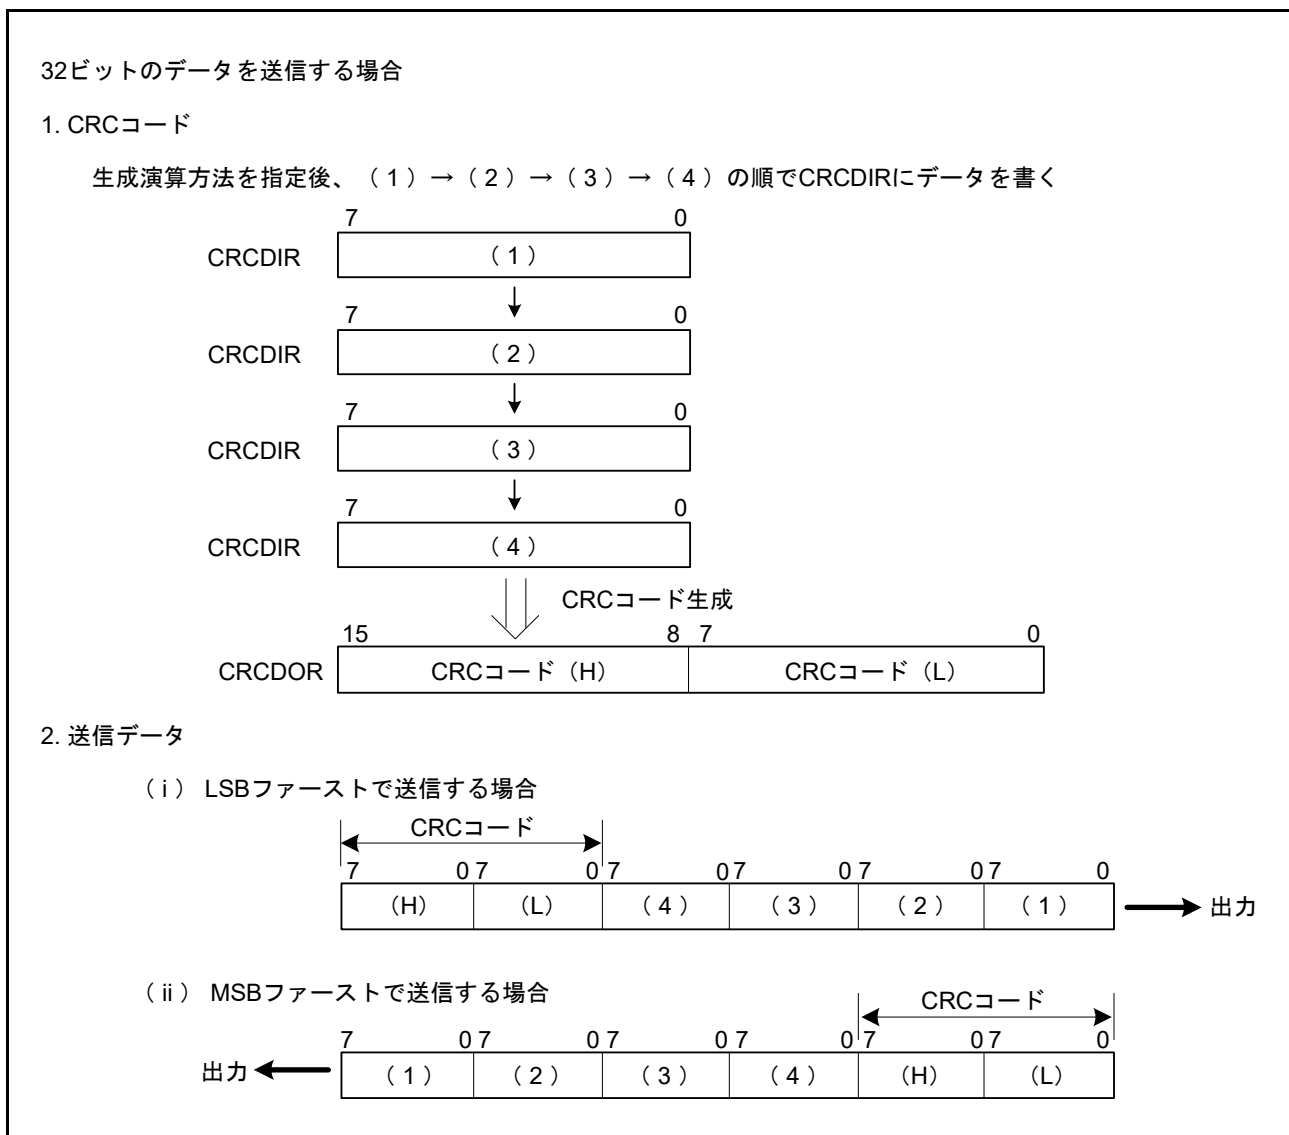 32ビットのデータを送信する場合
1. CRCコード
生成演算方法を指定後、（1）→（2）→（3）→（4）の順でCRCDIRにデータを書く
7 0
CRCDIR （1）
7 0
CRCDIR （2）
7 0
CRCDIR （3）
7 0
CRCDIR （4）
CRCコード生成
15 8 7 0
CRCDOR CRCコード（H） CRCコード（L）
2. 送信データ
（i） LSBファーストで送信する場合
CRCコード
7 0 7 0 7 0 7 0 7 0 7 0
（H） （L） （4） （3） （2） （1） 出力
（ii） MSBファーストで送信する場合
CRCコード
7 0 7 0 7 0 7 0 7 0 7 0
出力 （1） （2） （3） （4） （H） （L）